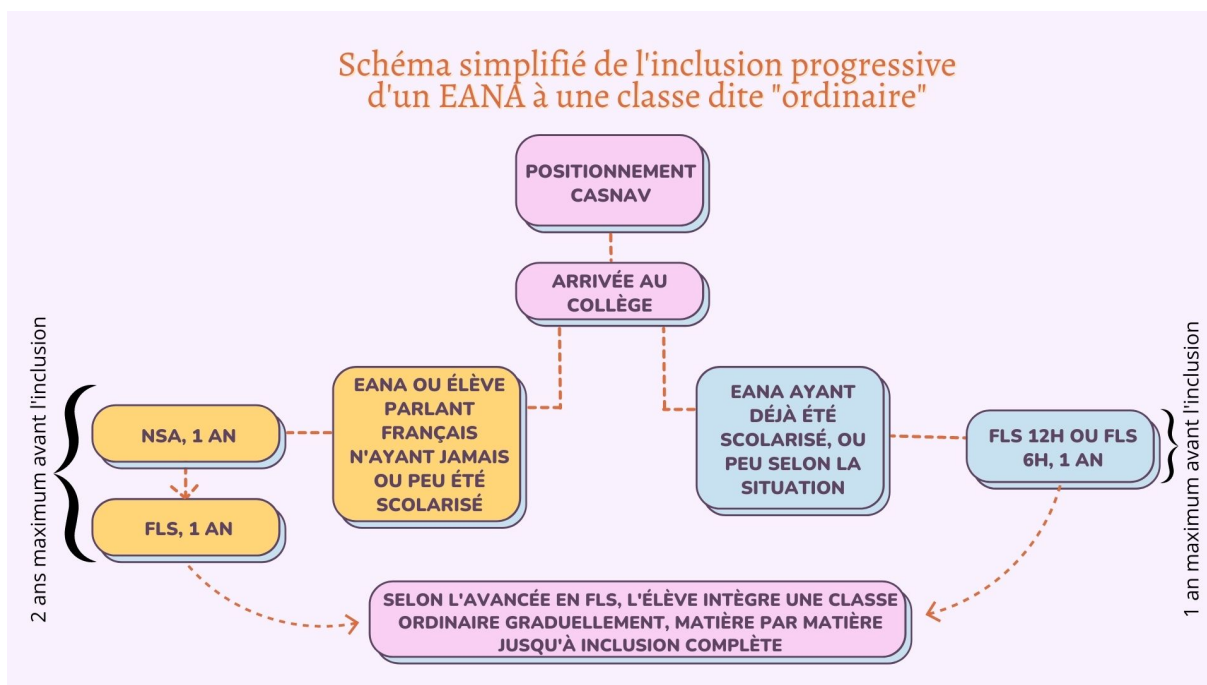 Schéma simplifié de l'inclusion progressive
d'un EANA à une classe dite "ordinaire"
POSITIONNEMENT
CASNAV
ARRIVÉE AU
COLLÈGE
2 ans maximum avant l'inclusion
NSA, 1 AN
FLS, 1 AN
EANA OU ÉLÈVE
PARLANT
FRANÇAIS
N'AYANT JAMAIS
OU PEU ÉTÉ
SCOLARISÉ
EANA AYANT
DÉJÀ ÉTÉ
SCOLARISÉ, OU
PEU SELON LA
SITUATION
FLS 12H OU FLS
6H, 1 AN
1 an maximum avant l'inclusion
SELON L'AVANCÉE EN FLS, L'ÉLÈVE INTÈGRE UNE CLASSE
ORDINAIRE GRADUELLEMENT, MATIÈRE PAR MATIÈRE
JUSQU'À INCLUSION COMPLÈTE